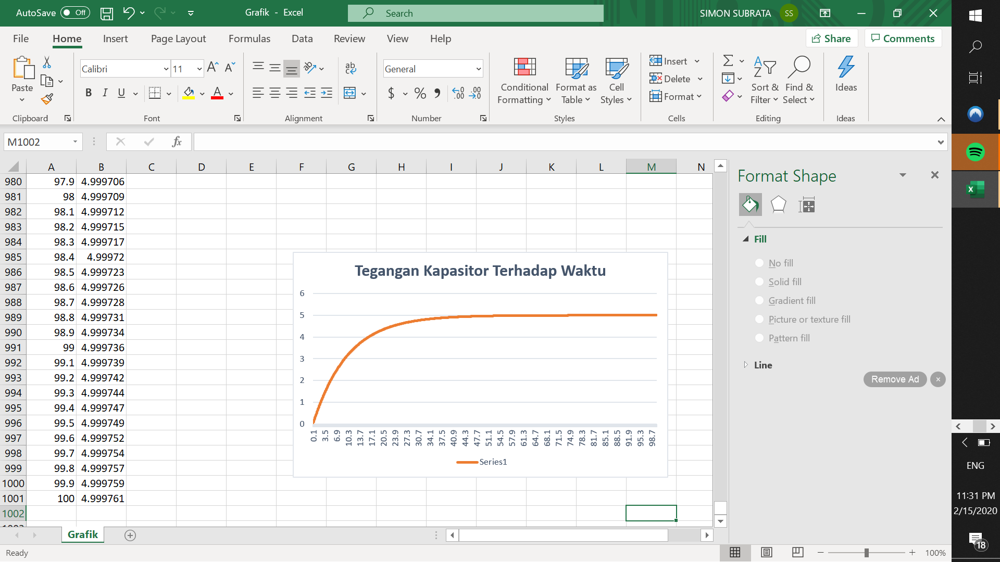 AutoSave Off Grafik - Excel Search SIMON SUBRATA SS
File Home Insert Page Layout Formulas Data Review View Help Share Comments
Paste Calibri 11 General Conditional Formatting Format as Table Cell Styles Insert Delete Format Sort & Filter Find & Select Ideas
Clipboard Font Alignment Number Styles Cells Editing Ideas
M1002 fx
A B C D E F G H I J K L M N
980 97.9 4.999706
981 98 4.999709
982 98.1 4.999712
983 98.2 4.999715
984 98.3 4.999717
985 98.4 4.99972
986 98.5 4.999723
987 98.6 4.999726
988 98.7 4.999728
989 98.8 4.999731
990 98.9 4.999734
991 99 4.999736
992 99.1 4.999739
993 99.2 4.999742
994 99.3 4.999744
995 99.4 4.999747
996 99.5 4.999749
997 99.6 4.999752
998 99.7 4.999754
999 99.8 4.999757
1000 99.9 4.999759
1001 100 4.999761
1002
Tegangan Kapasitor Terhadap Waktu
6
5
4
3
2
1
0
0.1 3.5 6.9 10.3 13.7 17.1 20.5 23.9 27.3 30.7 34.1 37.5 40.9 44.3 47.7 51.1 54.5 57.9 61.3 64.7 68.1 71.5 74.9 78.3 81.7 85.1 88.5 91.9 95.3 98.7
Series1
Format Shape
Fill
No fill
Solid fill
Gradient fill
Picture or texture fill
Pattern fill
Line
Remove Ad ×
Grafik
Ready 100%
ENG
11:31 PM
2/15/2020
18